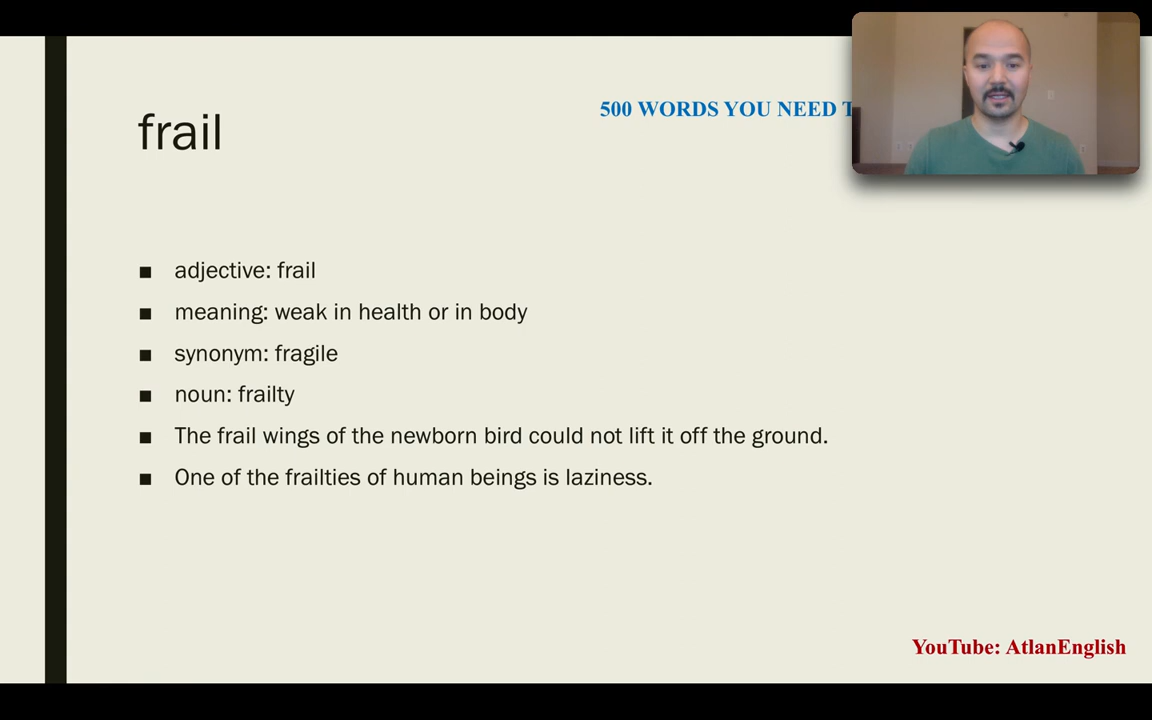 500 WORDS YOU NEED
frail
■ adjective: frail
■ meaning: weak in health or in body
■ synonym: fragile
■ noun: frailty
■ The frail wings of the newborn bird could not lift it off the ground.
■ One of the frailties of human beings is laziness.
YouTube: AtlanEnglish